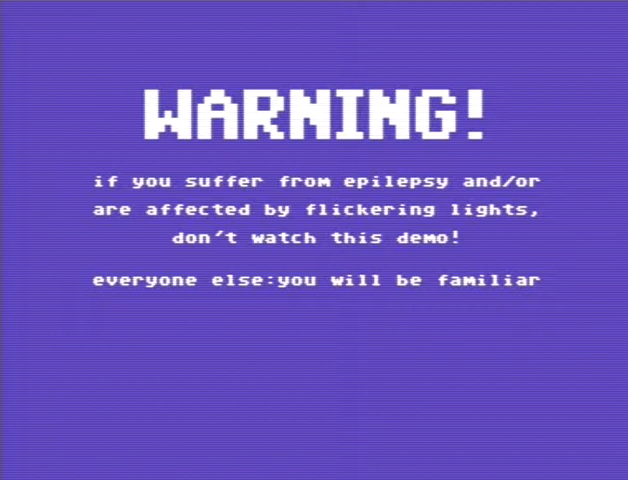 WARNING!
if you suffer from epilepsy and/or
are affected by flickering lights,
don't watch this demo!
everyone else:you will be familiar